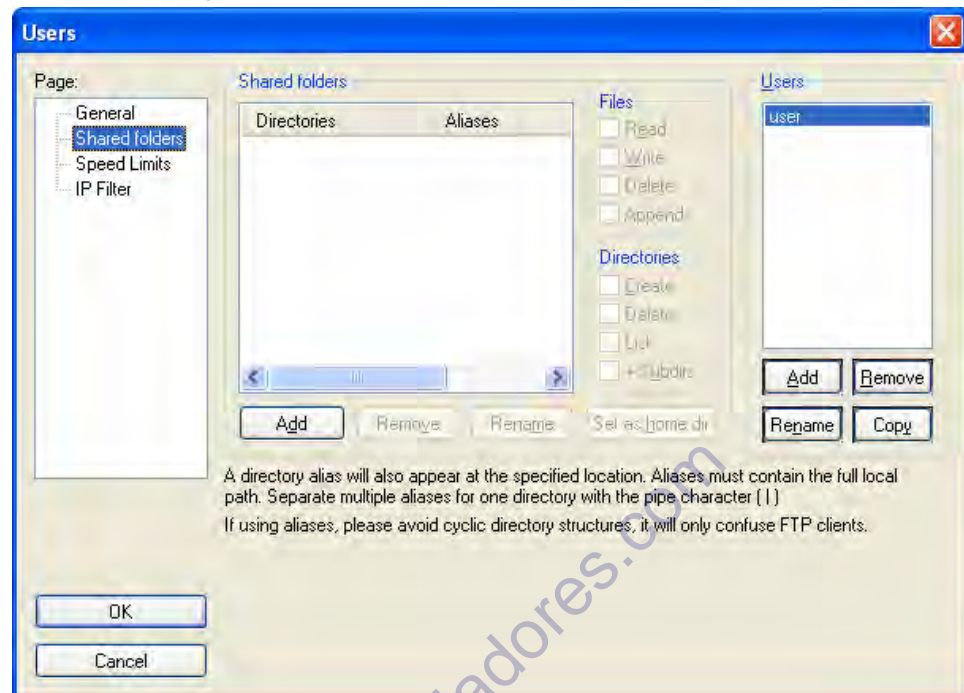 Users
Page:
General
Shared folders
Speed Limits
IP Filter
Shared folders
Directories Aliases
Files
Read
Write
Delete
Append
Directories
Create
Delete
List
+ Subdirs
Add Remove Rename Set as home dir
Users
user
Add Remove
Rename Copy
A directory alias will also appear at the specified location. Aliases must contain the full local
path. Separate multiple aliases for one directory with the pipe character ( | )
If using aliases, please avoid cyclic directory structures, it will only confuse FTP clients.
OK
Cancel
adores.com